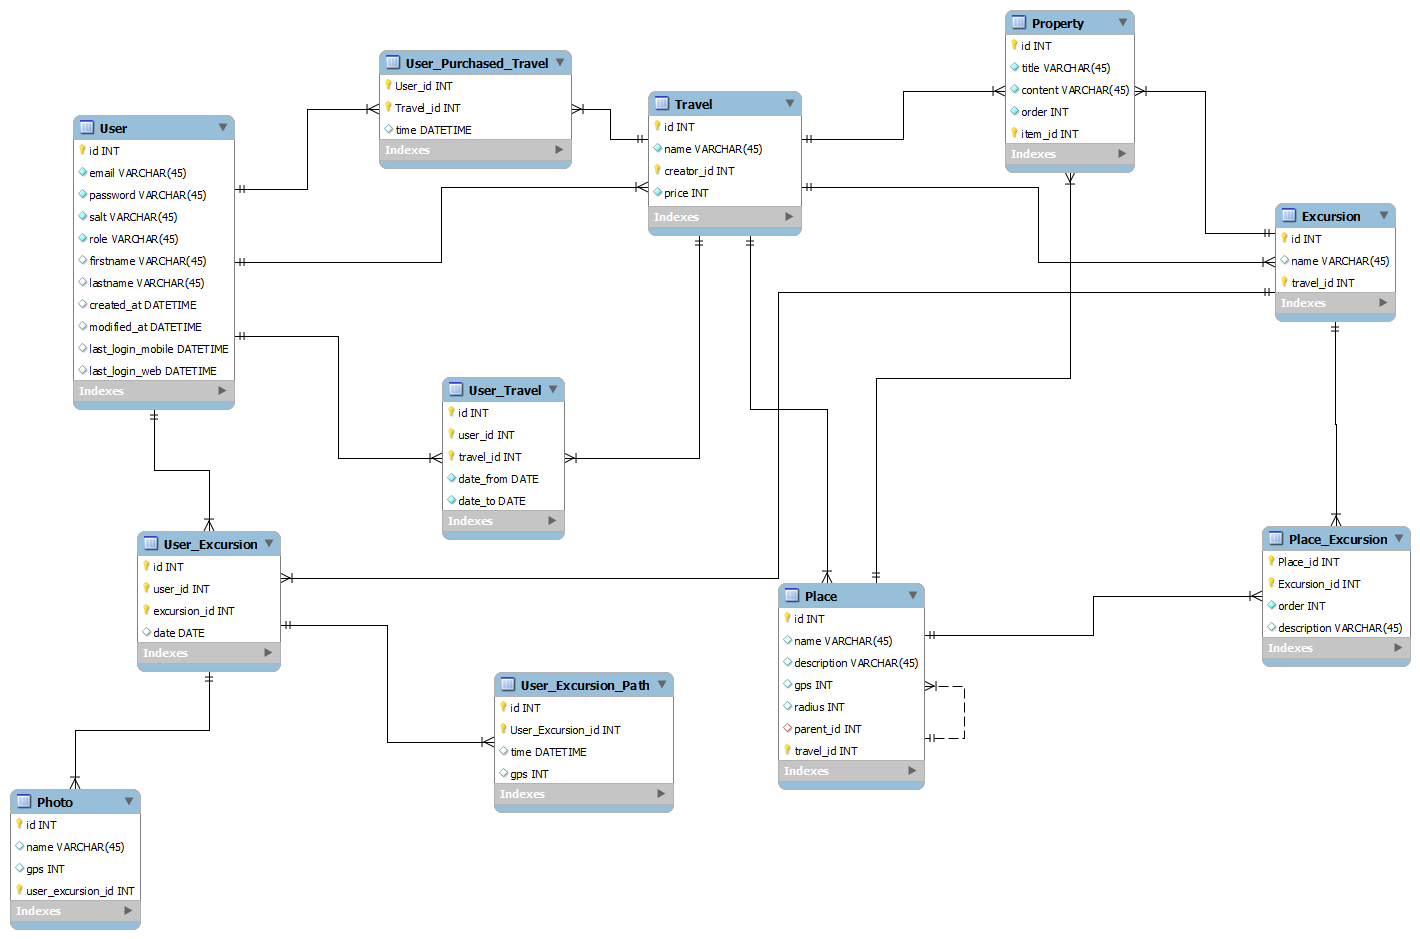 User
id INT
email VARCHAR(45)
password VARCHAR(45)
salt VARCHAR(45)
role VARCHAR(45)
firstname VARCHAR(45)
lastname VARCHAR(45)
created_at DATETIME
modified_at DATETIME
last_login_mobile DATETIME
last_login_web DATETIME
Indexes
User_Purchased_Travel
User_id INT
Travel_id INT
time DATETIME
Indexes
Travel
id INT
name VARCHAR(45)
creator_id INT
price INT
Indexes
Property
id INT
title VARCHAR(45)
content VARCHAR(45)
order INT
item_id INT
Indexes
Excursion
id INT
name VARCHAR(45)
travel_id INT
Indexes
User_Travel
id INT
user_id INT
travel_id INT
date_from DATE
date_to DATE
Indexes
User_Excursion
id INT
user_id INT
excursion_id INT
date DATE
Indexes
Place
id INT
name VARCHAR(45)
description VARCHAR(45)
gps INT
radius INT
parent_id INT
travel_id INT
Indexes
Place_Excursion
Place_id INT
Excursion_id INT
order INT
description VARCHAR(45)
Indexes
User_Excursion_Path
id INT
User_Excursion_id INT
time DATETIME
gps INT
Indexes
Photo
id INT
name VARCHAR(45)
gps INT
user_excursion_id INT
Indexes